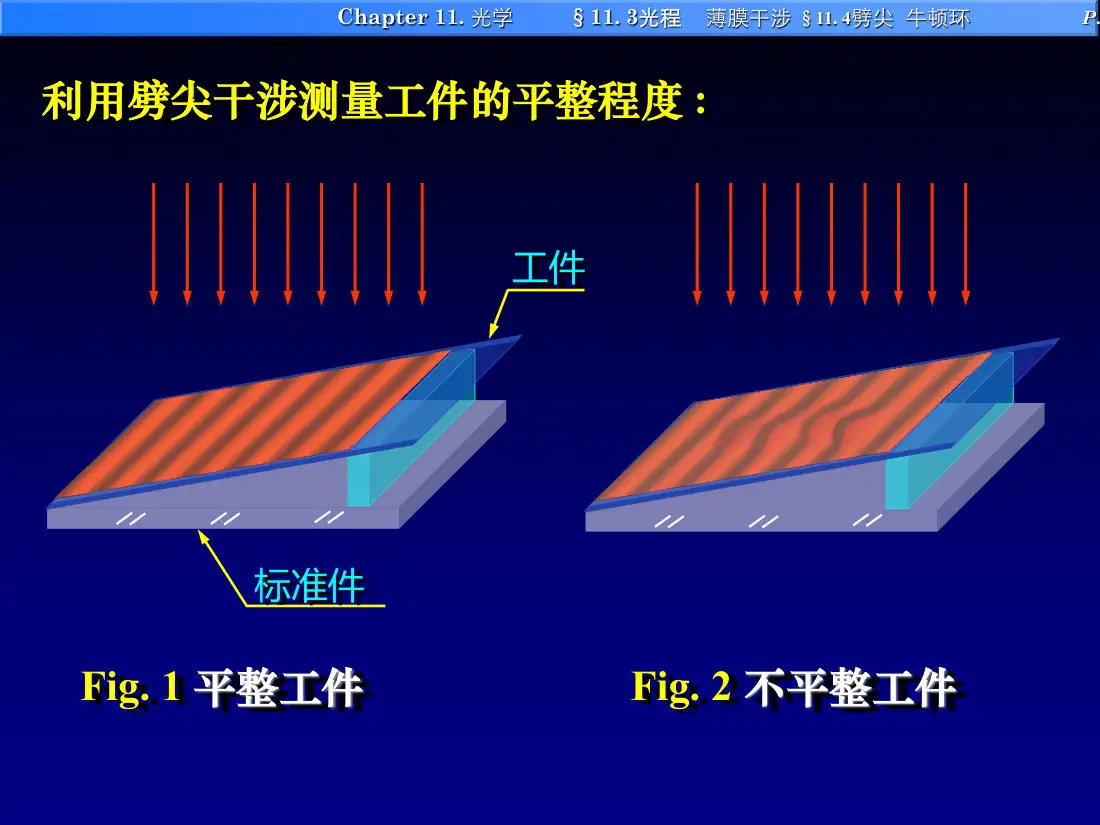 Chapter 11. 光学 §11.3光程 薄膜干涉 §11.4劈尖 牛顿环 P.
利用劈尖干涉测量工件的平整程度:
工件
标准件
Fig. 1 平整工件
Fig. 2 不平整工件